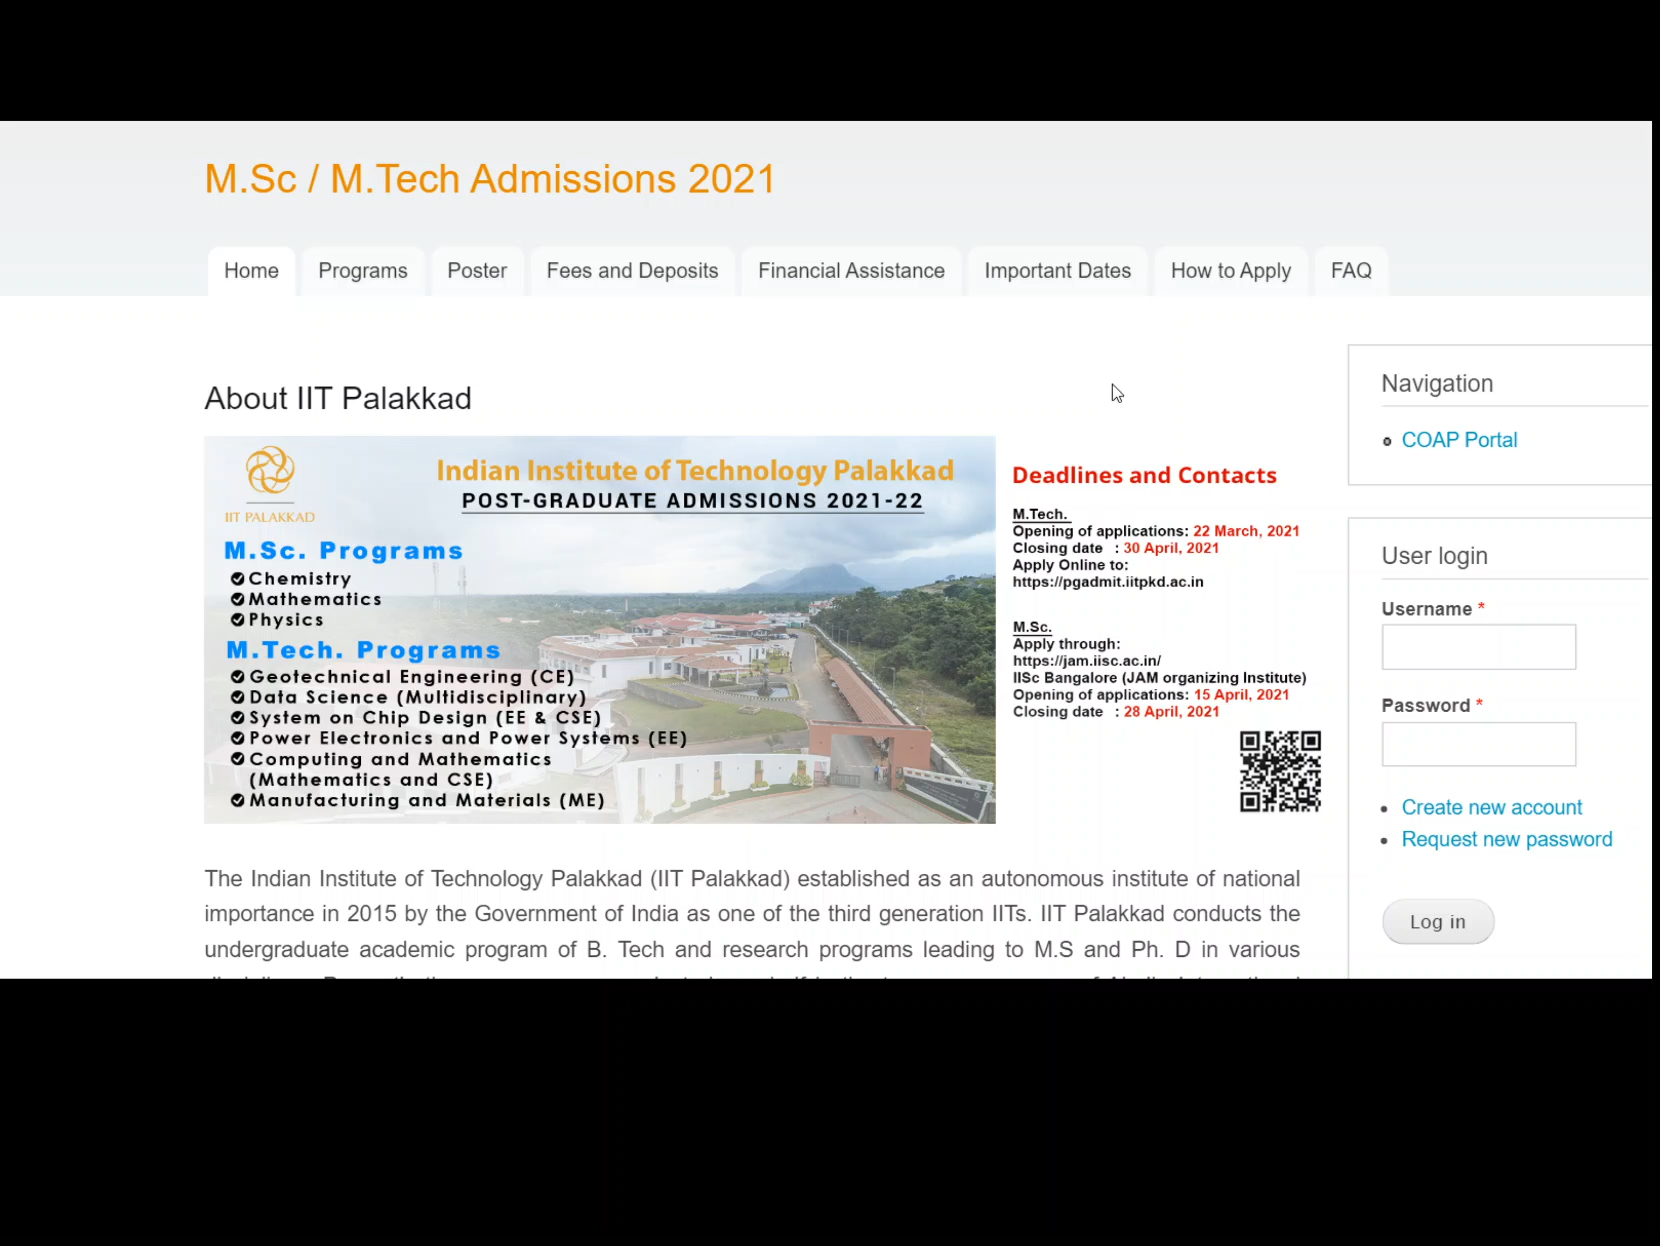 M.Sc / M.Tech Admissions 2021
Home
Programs
Poster
Fees and Deposits
Financial Assistance
Important Dates
How to Apply
FAQ
About IIT Palakkad
IIT PALAKKAD
Indian Institute of Technology Palakkad
POST-GRADUATE ADMISSIONS 2021-22
M.Sc. Programs
Chemistry
Mathematics
Physics
M.Tech. Programs
Geotechnical Engineering (CE)
Data Science (Multidisciplinary)
System on Chip Design (EE & CSE)
Power Electronics and Power Systems (EE)
Computing and Mathematics
(Mathematics and CSE)
Manufacturing and Materials (ME)
Deadlines and Contacts
M.Tech.
Opening of applications: 22 March, 2021
Closing date : 30 April, 2021
Apply Online to:
https://pgadmit.iitpkd.ac.in
M.Sc.
Apply through:
https://jam.iisc.ac.in/
IISc Bangalore (JAM organizing Institute)
Opening of applications: 15 April, 2021
Closing date : 28 April, 2021
The Indian Institute of Technology Palakkad (IIT Palakkad) established as an autonomous institute of national
importance in 2015 by the Government of India as one of the third generation IITs. IIT Palakkad conducts the
undergraduate academic program of B. Tech and research programs leading to M.S and Ph. D in various
Navigation
COAP Portal
User login
Username *
Password *
Create new account
Request new password
Log in